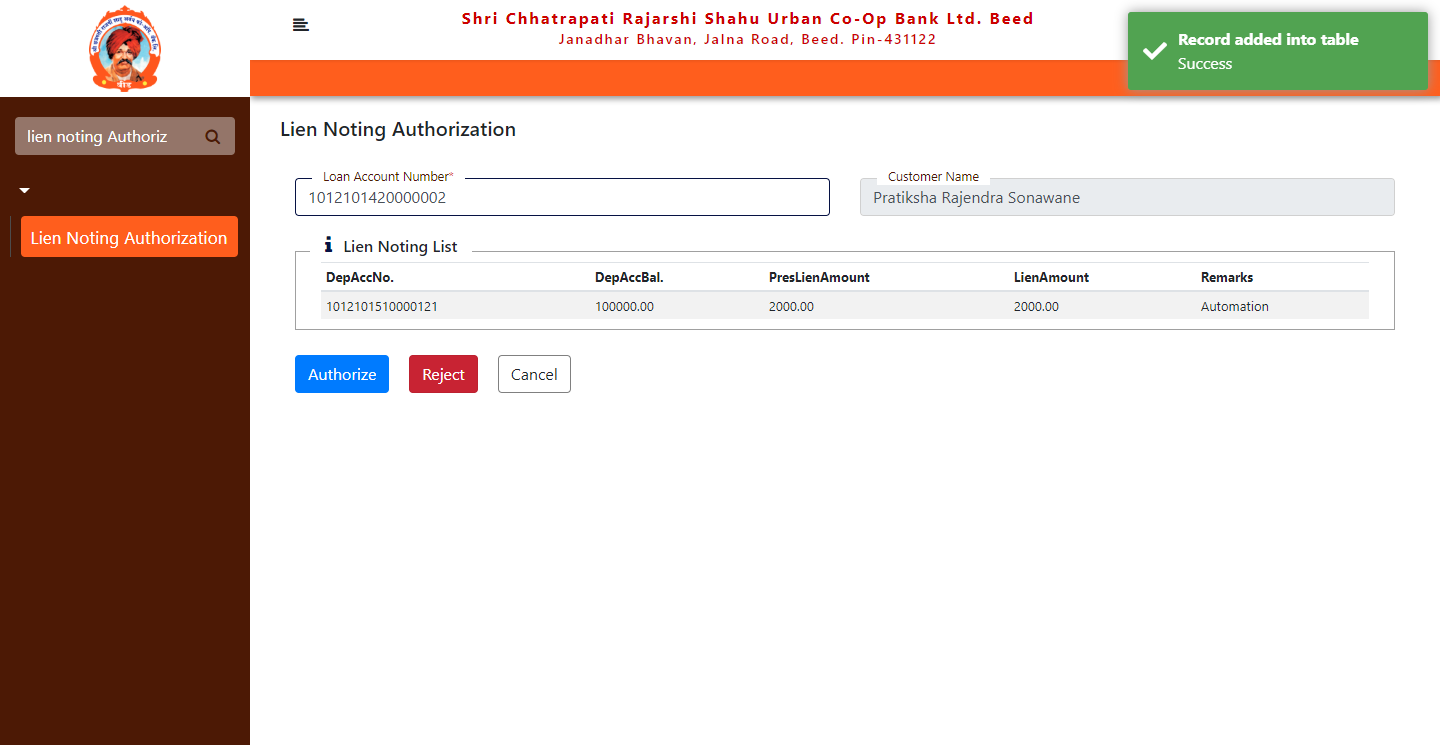 Shri Chhatrapati Rajarshi Shahu Urban Co-Op Bank Ltd. Beed
Janadhar Bhavan, Jalna Road, Beed. Pin-431122
Record added into table
Success
बीड
lien noting Authoriz
Lien Noting Authorization
Lien Noting Authorization
Loan Account Number*
1012101420000002
Customer Name
Pratiksha Rajendra Sonawane
Lien Noting List
DepAccNo. DepAccBal. PresLienAmount LienAmount Remarks
1012101510000121 100000.00 2000.00 2000.00 Automation
Authorize Reject Cancel